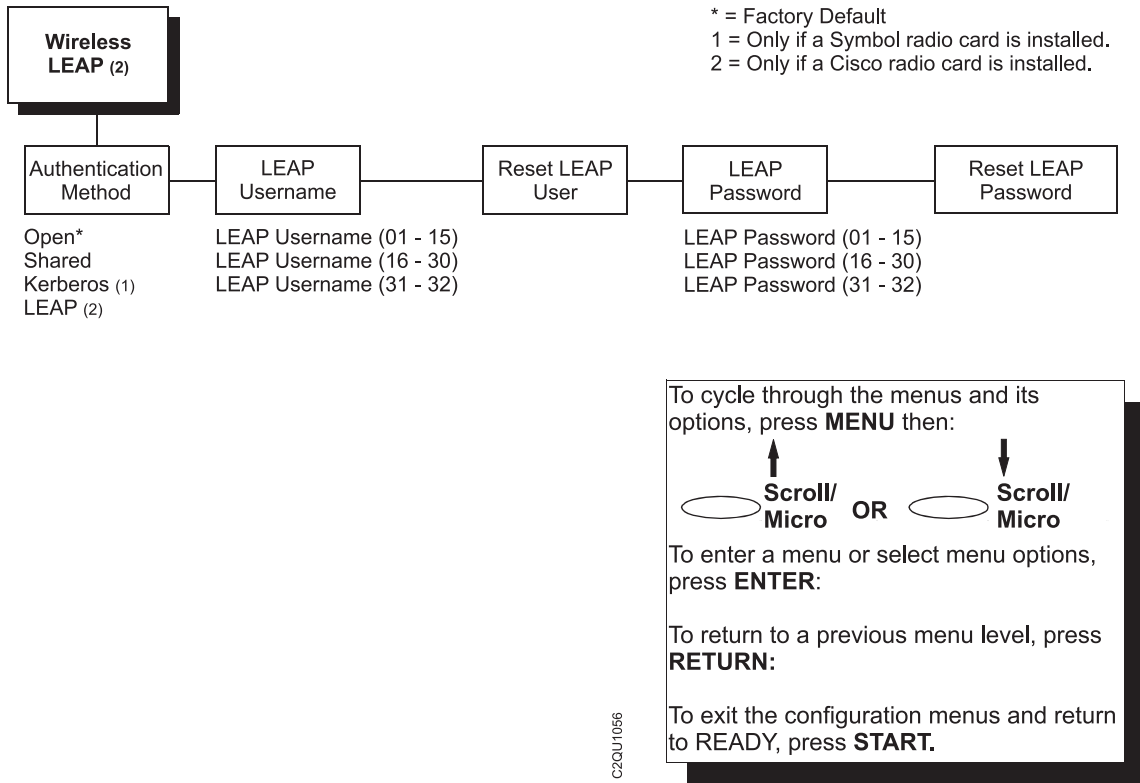 Wireless
LEAP (2)
* = Factory Default
1 = Only if a Symbol radio card is installed.
2 = Only if a Cisco radio card is installed.
Authentication
Method
LEAP
Username
Reset LEAP
User
LEAP
Password
Reset LEAP
Password
Open*
Shared
Kerberos (1)
LEAP (2)
LEAP Username (01 - 15)
LEAP Username (16 - 30)
LEAP Username (31 - 32)
LEAP Password (01 - 15)
LEAP Password (16 - 30)
LEAP Password (31 - 32)
To cycle through the menus and its
options, press MENU then:
Scroll/
Micro
OR
Scroll/
Micro
To enter a menu or select menu options,
press ENTER:
To return to a previous menu level, press
RETURN:
To exit the configuration menus and return
to READY, press START.
C2QU1056